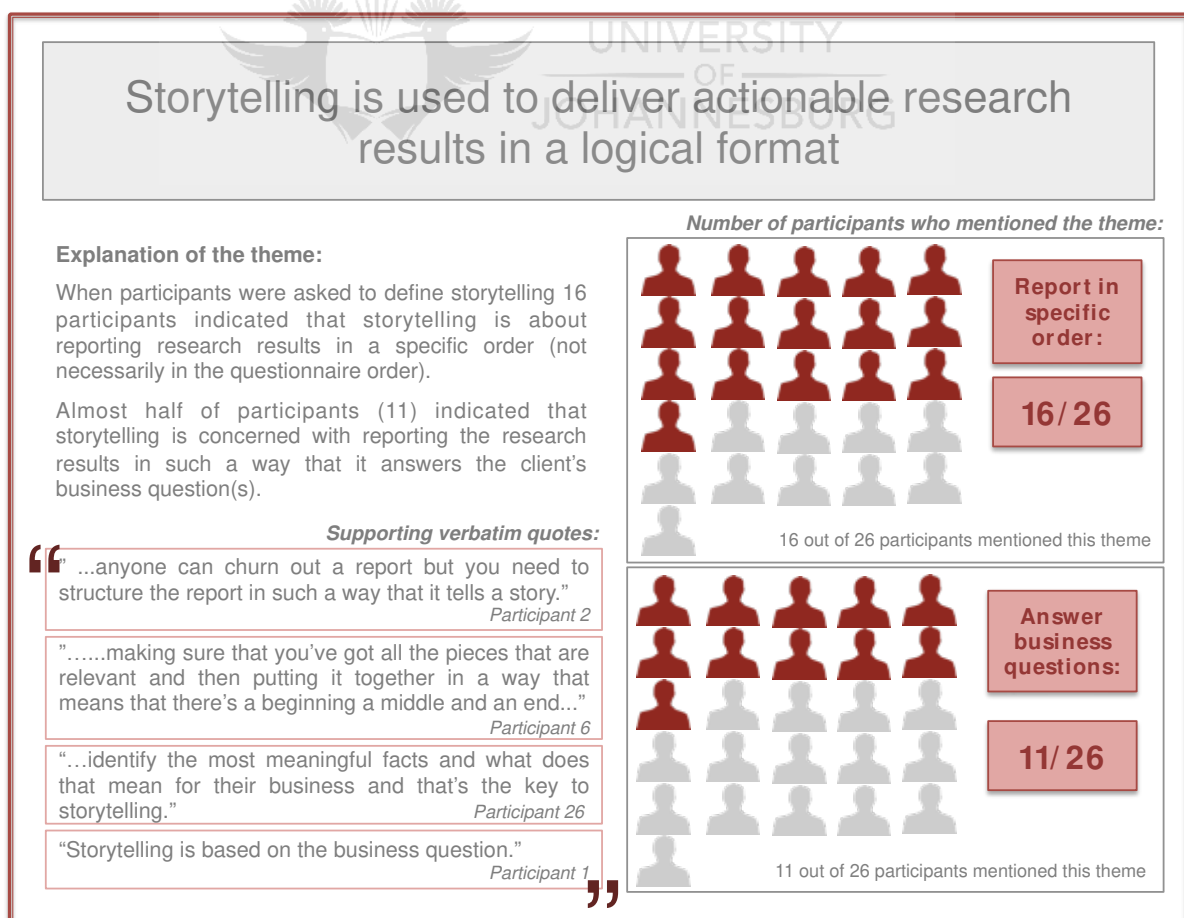 UNIVERSITY
OF
JOHANNESBURG
Storytelling is used to deliver actionable research
results in a logical format
Explanation of the theme:
When participants were asked to define storytelling 16
participants indicated that storytelling is about
reporting research results in a specific order (not
necessarily in the questionnaire order).
Almost half of participants (11) indicated that
storytelling is concerned with reporting the research
results in such a way that it answers the client's
business question(s).
Supporting verbatim quotes:
“
" ...anyone can churn out a report but you need to
structure the report in such a way that it tells a story.”
Participant 2
"…...making sure that you've got all the pieces that are
relevant and then putting it together in a way that
means that there's a beginning a middle and an end...”
Participant 6
“…identify the most meaningful facts and what does
that mean for their business and that's the key to
storytelling.” Participant 26
“Storytelling is based on the business question.”
Participant 1
”
Number of participants who mentioned the theme:
Report in
specific
order:
16/26
16 out of 26 participants mentioned this theme
Answer
business
questions:
11/26
11 out of 26 participants mentioned this theme